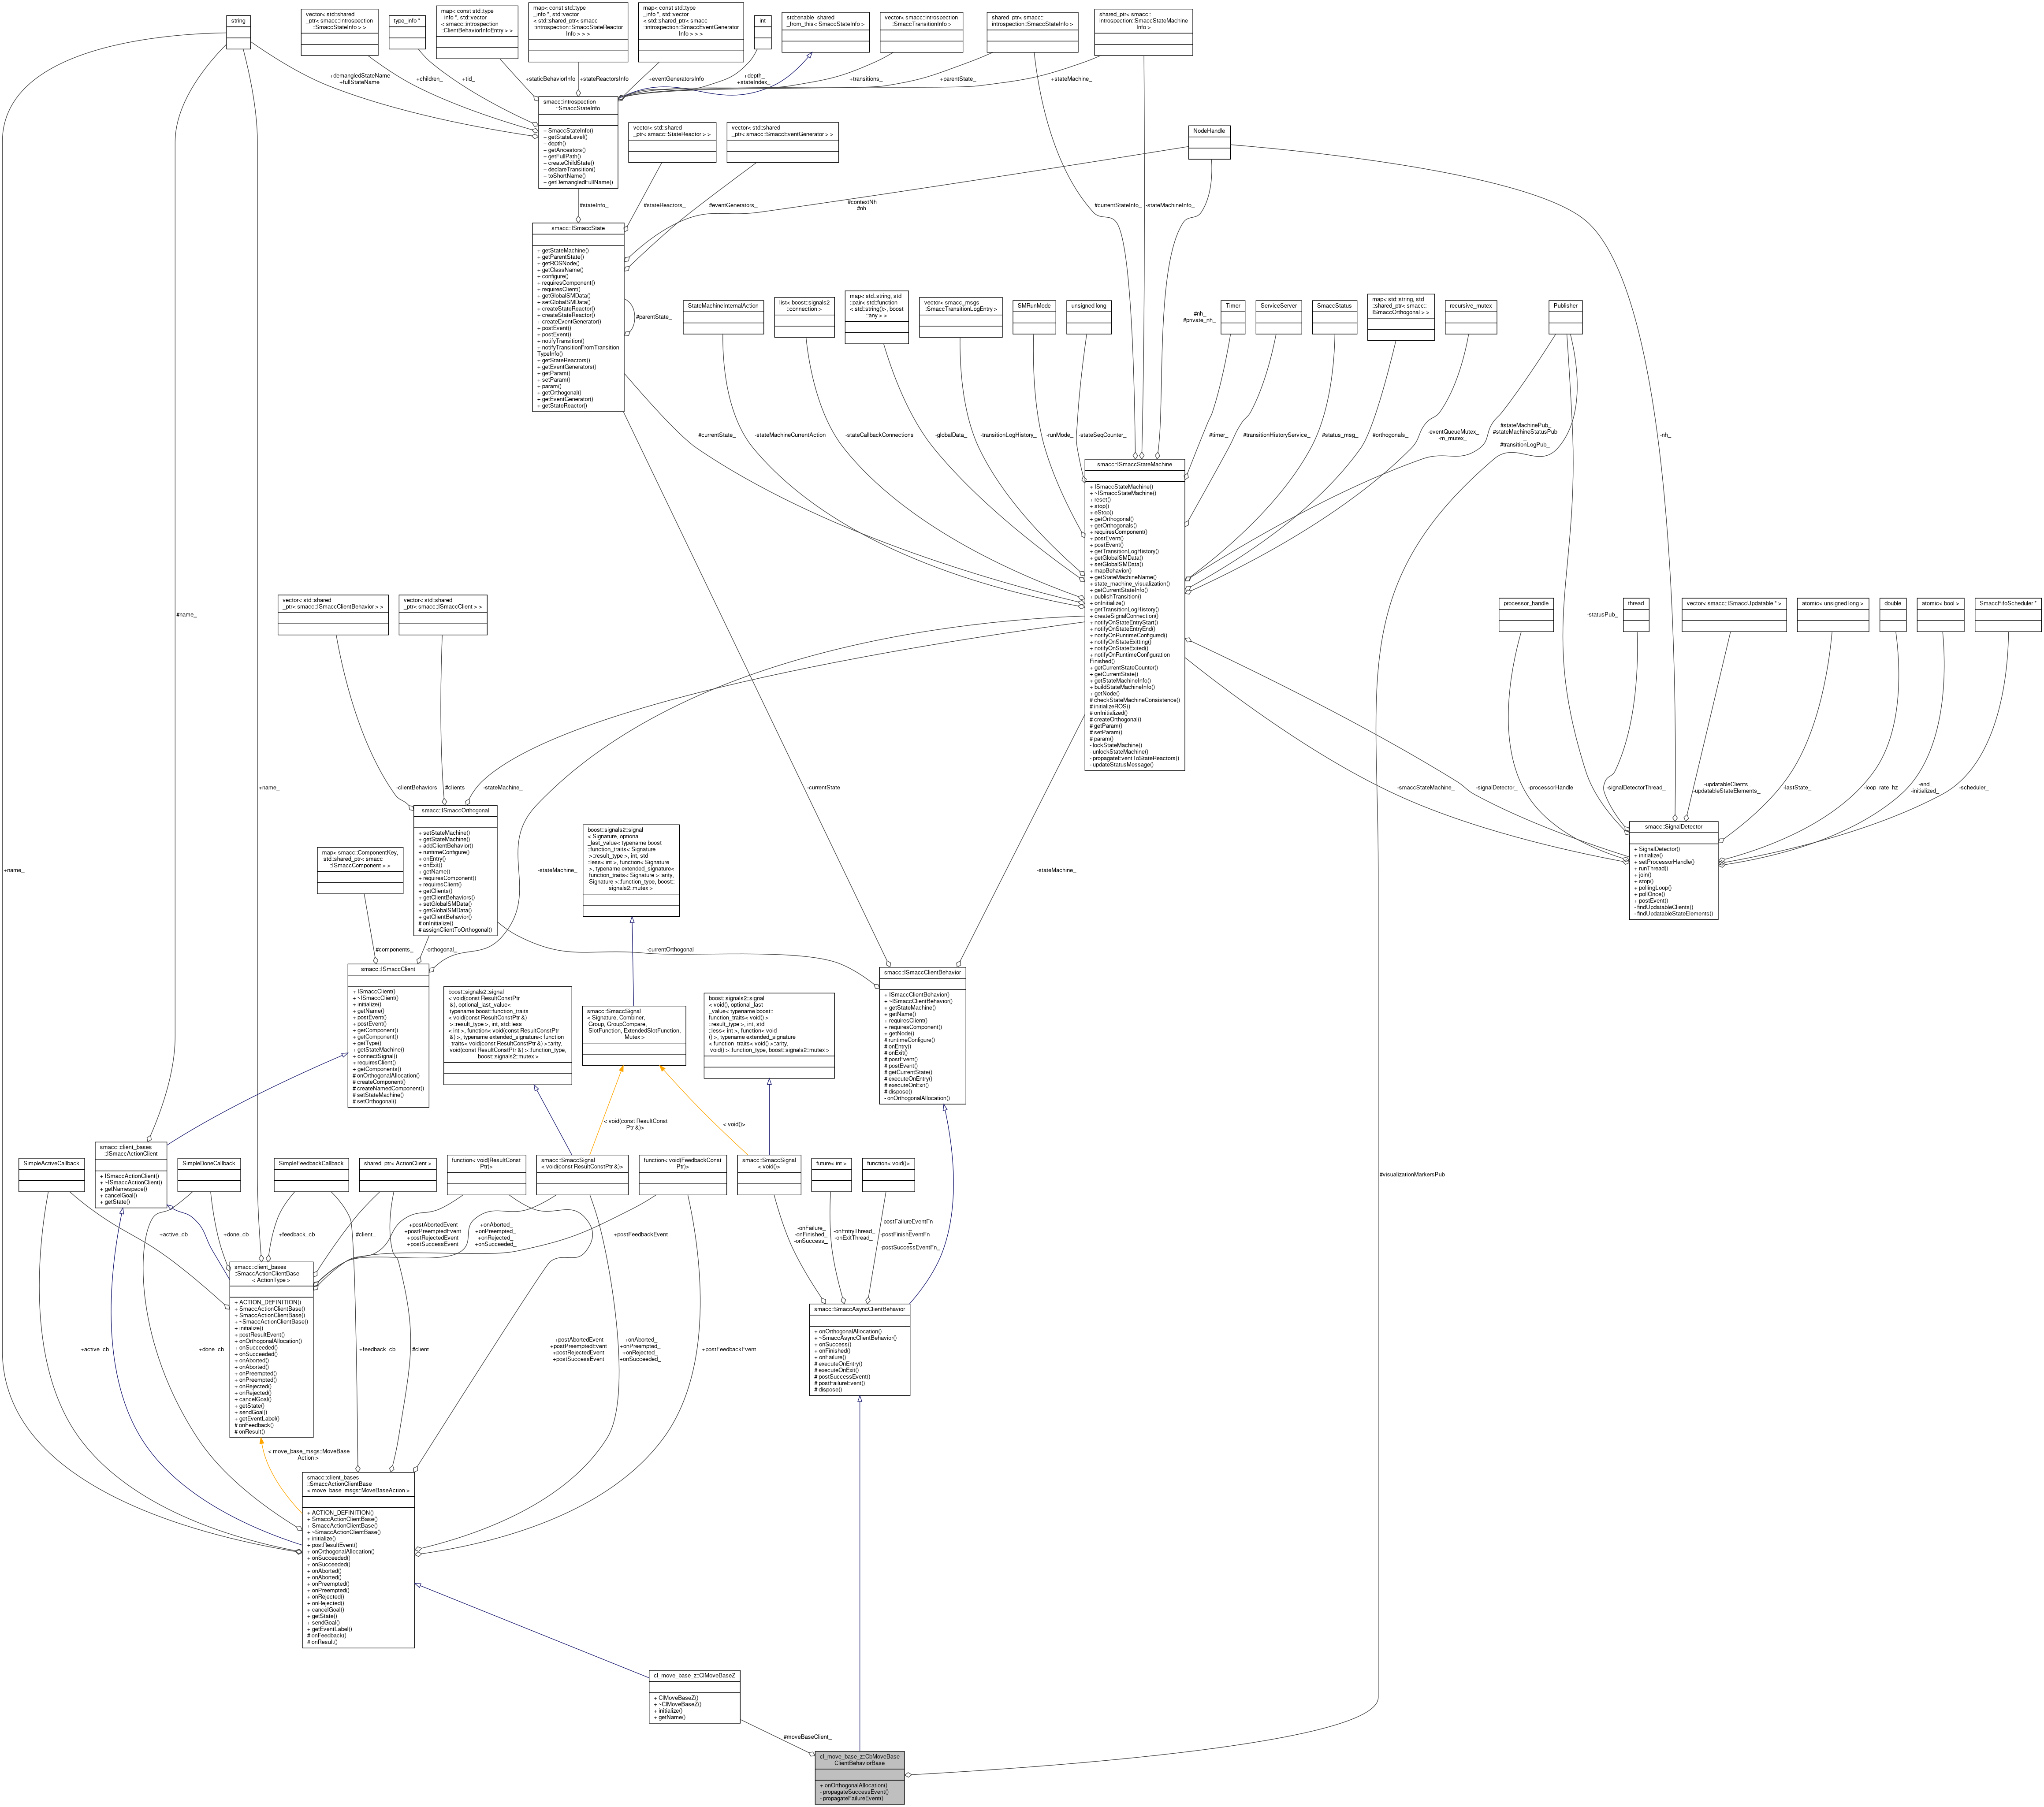 string
vector< std::shared
_ptr< smacc::introspection
::SmaccStateInfo > >
type_info *
map< const std::type
_info *, std::vector
< smacc::introspection
::ClientBehaviorInfoEntry > >
map< const std::type
_info *, std::vector
< std::shared_ptr< smacc
::introspection::SmaccStateReactor
Info > > >
map< const std::type
_info *, std::vector
< std::shared_ptr< smacc
::introspection::SmaccEventGenerator
Info > > >
int
std::enable_shared
_from_this< SmaccStateInfo >
vector< smacc::introspection
::SmaccTransitionInfo >
shared_ptr< smacc::
introspection::SmaccStateInfo >
shared_ptr< smacc::
introspection::SmaccStateMachine
Info >
+demangledStateName
+fullStateName
+children_
+tid_
+staticBehaviorInfo
+stateReactorsInfo
+eventGeneratorsInfo
+depth_
+stateIndex_
+transitions_
+parentState_
+stateMachine_
smacc::introspection
::SmaccStateInfo
+ SmaccStateInfo()
+ getStateLevel()
+ depth()
+ getAncestors()
+ getFullPath()
+ createChildState()
+ declareTransition()
+ toShortName()
+ getDemangledFullName()
vector< std::shared
_ptr< smacc::StateReactor > >
vector< std::shared
_ptr< smacc::SmaccEventGenerator > >
NodeHandle
#stateInfo_
#stateReactors_
#eventGenerators_
#contextNh
#nh
#currentStateInfo_
-stateMachineInfo_
smacc::ISmaccState
+ getStateMachine()
+ getParentState()
+ getROSNode()
+ getClassName()
+ configure()
+ requiresComponent()
+ requiresClient()
+ getGlobalSMData()
+ setGlobalSMData()
+ createStateReactor()
+ createStateReactor()
+ createEventGenerator()
+ postEvent()
+ postEvent()
+ notifyTransition()
+ notifyTransitionFromTransition
TypeInfo()
+ getStateReactors()
+ getEventGenerators()
+ getParam()
+ setParam()
+ param()
+ getOrthogonal()
+ getEventGenerator()
+ getStateReactor()
#parentState_
StateMachineInternalAction
list< boost::signals2
::connection >
map< std::string, std
::pair< std::function
< std::string()>, boost
::any > >
vector< smacc_msgs
::SmaccTransitionLogEntry >
SMRunMode
unsigned long
#nh_
#private_nh_
Timer
ServiceServer
SmaccStatus
map< std::string, std
::shared_ptr< smacc::
ISmaccOrthogonal > >
recursive_mutex
Publisher
#currentState_
-stateMachineCurrentAction
-stateCallbackConnections
-globalData_
-transitionLogHistory_
-runMode_
-stateSeqCounter_
#timer_
#transitionHistoryService_
#status_msg_
#orthogonals_
-eventQueueMutex_
-m_mutex_
#stateMachinePub_
#stateMachineStatusPub
_
#transitionLogPub_
-nh_
smacc::ISmaccStateMachine
+ ISmaccStateMachine()
+ ~ISmaccStateMachine()
+ reset()
+ stop()
+ eStop()
+ getOrthogonal()
+ getOrthogonals()
+ requiresComponent()
+ postEvent()
+ postEvent()
+ getTransitionLogHistory()
+ getGlobalSMData()
+ setGlobalSMData()
+ mapBehavior()
+ getStateMachineName()
+ state_machine_visualization()
+ getCurrentStateInfo()
+ publishTransition()
+ onInitialize()
+ getTransitionLogHistory()
+ createSignalConnection()
+ notifyOnStateEntryStart()
+ notifyOnStateEntryEnd()
+ notifyOnRuntimeConfigured()
+ notifyOnStateExitting()
+ notifyOnStateExited()
+ notifyOnRuntimeConfiguration
Finished()
+ getCurrentStateCounter()
+ getCurrentState()
+ getStateMachineInfo()
+ buildStateMachineInfo()
+ getNode()
# checkStateMachineConsistence()
# initializeROS()
# onInitialized()
# createOrthogonal()
# getParam()
# setParam()
# param()
- lockStateMachine()
- unlockStateMachine()
- propagateEventToStateReactors()
- updateStatusMessage()
#name_
vector< std::shared
_ptr< smacc::ISmaccClientBehavior > >
vector< std::shared
_ptr< smacc::ISmaccClient > >
processor_handle
-statusPub_
thread
vector< smacc::ISmaccUpdatable * >
atomic< unsigned long >
double
atomic< bool >
SmaccFifoScheduler *
+name_
-clientBehaviors_
#clients_
-stateMachine_
-currentState
-smaccStateMachine_
-signalDetector_
-processorHandle_
-signalDetectorThread_
-updatableClients_
-updatableStateElements_
-lastState_
-loop_rate_hz
-end_
-initialized_
-scheduler_
smacc::ISmaccOrthogonal
+ setStateMachine()
+ getStateMachine()
+ addClientBehavior()
+ runtimeConfigure()
+ onEntry()
+ onExit()
+ getName()
+ requiresComponent()
+ requiresClient()
+ getClients()
+ getClientBehaviors()
+ setGlobalSMData()
+ getGlobalSMData()
+ getClientBehavior()
# onInitialize()
# assignClientToOrthogonal()
smacc::SignalDetector
+ SignalDetector()
+ initialize()
+ setProcessorHandle()
+ runThread()
+ join()
+ stop()
+ pollingLoop()
+ pollOnce()
+ postEvent()
- findUpdatableClients()
- findUpdatableStateElements()
map< smacc::ComponentKey,
std::shared_ptr< smacc
::ISmaccComponent > >
boost::signals2::signal
< Signature, optional
_last_value< typename boost
::function_traits< Signature
>::result_type >, int, std
::less< int >, function< Signature
>, typename extended_signature<
function_traits< Signature >::arity,
Signature >::function_type, boost::
signals2::mutex >
+name_
-stateMachine_
-stateMachine_
#components_
-orthogonal_
-currentOrthogonal
smacc::ISmaccClient
+ ISmaccClient()
+ ~ISmaccClient()
+ initialize()
+ getName()
+ postEvent()
+ postEvent()
+ getComponent()
+ getComponent()
+ getType()
+ getStateMachine()
+ connectSignal()
+ requiresClient()
+ getComponents()
# onOrthogonalAllocation()
# createComponent()
# createNamedComponent()
# setStateMachine()
# setOrthogonal()
boost::signals2::signal
< void(const ResultConstPtr
&), optional_last_value<
typename boost::function_traits
< void(const ResultConstPtr &)
>::result_type >, int, std::less
< int >, function< void(const ResultConstPtr
&) >, typename extended_signature< function
_traits< void(const ResultConstPtr &) >::arity,
void(const ResultConstPtr &) >::function_type,
boost::signals2::mutex >
smacc::SmaccSignal
< Signature, Combiner,
Group, GroupCompare,
SlotFunction, ExtendedSlotFunction,
Mutex >
boost::signals2::signal
< void(), optional_last
_value< typename boost::
function_traits< void() >
::result_type >, int, std
::less< int >, function< void
() >, typename extended_signature
< function_traits< void() >::arity,
void() >::function_type, boost::signals2::mutex >
smacc::ISmaccClientBehavior
+ ISmaccClientBehavior()
+ ~ISmaccClientBehavior()
+ getStateMachine()
+ getName()
+ requiresClient()
+ requiresComponent()
+ getNode()
# runtimeConfigure()
# onEntry()
# onExit()
# postEvent()
# postEvent()
# getCurrentState()
# executeOnEntry()
# executeOnExit()
# dispose()
- onOrthogonalAllocation()
< void(const ResultConst
Ptr &)>
< void()>
smacc::client_bases
::ISmaccActionClient
+ ISmaccActionClient()
+ ~ISmaccActionClient()
+ getNamespace()
+ cancelGoal()
+ getState()
SimpleActiveCallback
SimpleDoneCallback
SimpleFeedbackCallback
shared_ptr< ActionClient >
function< void(ResultConst
Ptr)>
smacc::SmaccSignal
< void(const ResultConstPtr &)>
function< void(FeedbackConst
Ptr)>
smacc::SmaccSignal
< void()>
future< int >
function< void()>
#visualizationMarkersPub_
+active_cb
+done_cb
+feedback_cb
#client_
+postAbortedEvent
+postPreemptedEvent
+postRejectedEvent
+postSuccessEvent
+onAborted_
+onPreempted_
+onRejected_
+onSucceeded_
+postFeedbackEvent
-onFailure_
-onFinished_
-onSuccess_
-onEntryThread_
-onExitThread_
-postFailureEventFn
_
-postFinishEventFn
_
-postSuccessEventFn_
smacc::client_bases
::SmaccActionClientBase
< ActionType >
+ ACTION_DEFINITION()
+ SmaccActionClientBase()
+ SmaccActionClientBase()
+ ~SmaccActionClientBase()
+ initialize()
+ postResultEvent()
+ onOrthogonalAllocation()
+ onSucceeded()
+ onSucceeded()
+ onAborted()
+ onAborted()
+ onPreempted()
+ onPreempted()
+ onRejected()
+ onRejected()
+ cancelGoal()
+ getState()
+ sendGoal()
+ getEventLabel()
# onFeedback()
# onResult()
smacc::SmaccAsyncClientBehavior
+ onOrthogonalAllocation()
+ ~SmaccAsyncClientBehavior()
+ onSuccess()
+ onFinished()
+ onFailure()
# executeOnEntry()
# executeOnExit()
# postSuccessEvent()
# postFailureEvent()
# dispose()
+active_cb
+done_cb
+feedback_cb
#client_
+postAbortedEvent
+postPreemptedEvent
+postRejectedEvent
+postSuccessEvent
+onAborted_
+onPreempted_
+onRejected_
+onSucceeded_
+postFeedbackEvent
< move_base_msgs::MoveBase
Action >
smacc::client_bases
::SmaccActionClientBase
< move_base_msgs::MoveBaseAction >
+ ACTION_DEFINITION()
+ SmaccActionClientBase()
+ SmaccActionClientBase()
+ ~SmaccActionClientBase()
+ initialize()
+ postResultEvent()
+ onOrthogonalAllocation()
+ onSucceeded()
+ onSucceeded()
+ onAborted()
+ onAborted()
+ onPreempted()
+ onPreempted()
+ onRejected()
+ onRejected()
+ cancelGoal()
+ getState()
+ sendGoal()
+ getEventLabel()
# onFeedback()
# onResult()
cl_move_base_z::ClMoveBaseZ
+ ClMoveBaseZ()
+ ~ClMoveBaseZ()
+ initialize()
+ getName()
#moveBaseClient_
cl_move_base_z::CbMoveBase
ClientBehaviorBase
+ onOrthogonalAllocation()
- propagateSuccessEvent()
- propagateFailureEvent()